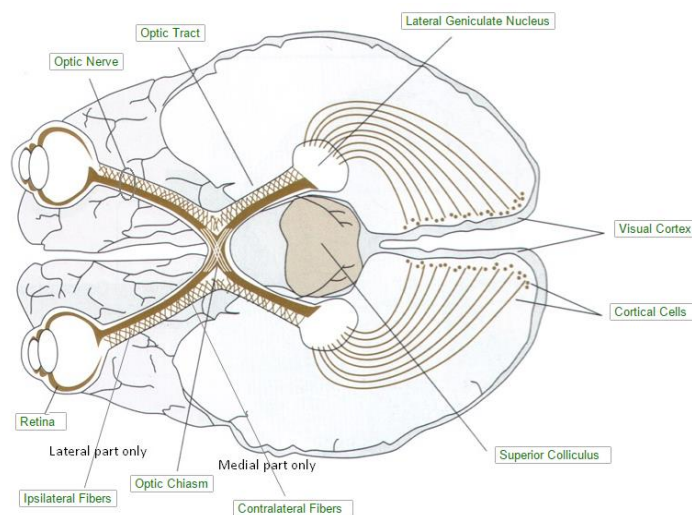 Lateral Geniculate Nucleus
Optic Tract
Optic Nerve
Visual Cortex
Cortical Cells
Retina
Lateral part only
Medial part only
Superior Colliculus
Optic Chiasm
Ipsilateral Fibers
Contralateral Fibers